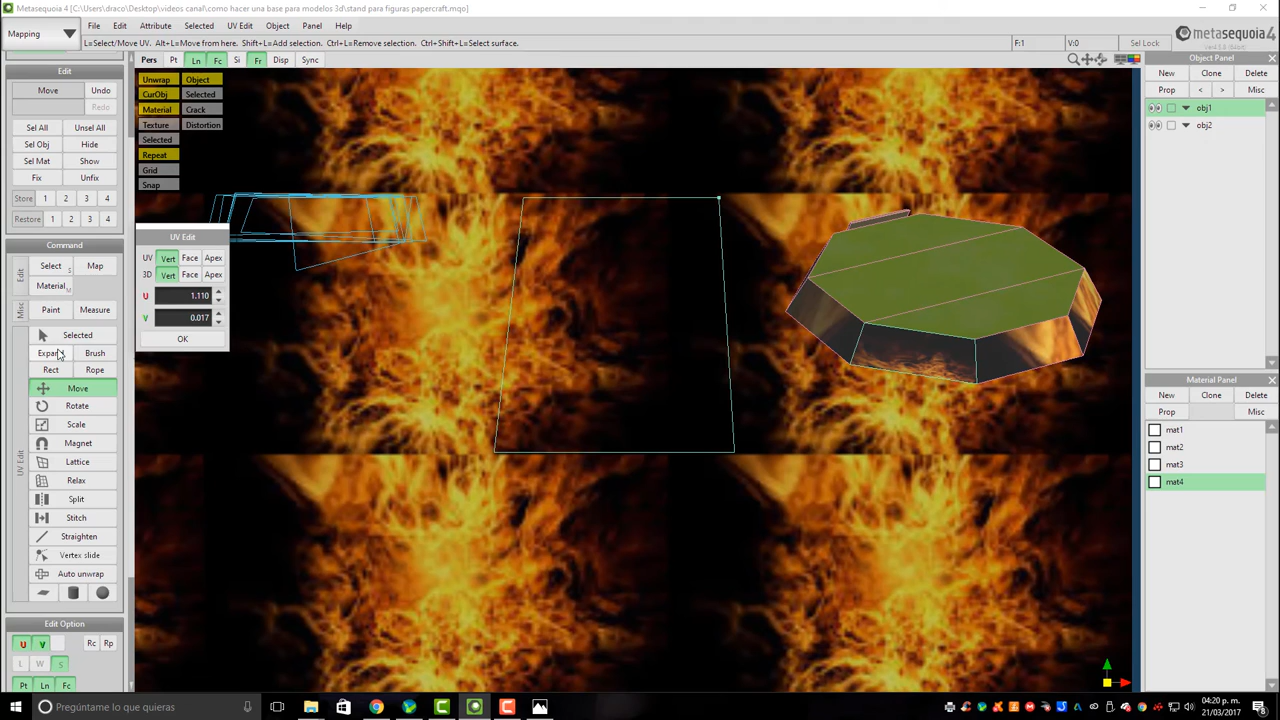 Metasequoia 4 [C:\Users\draco\Desktop\videos canal\como hacer una base para modelos 3d\stand para figuras papercraft.mqo]
Mapping
File Edit Attribute Selected UV Edit Object Panel Help
metasequoia 4
L=Select/Move UV. Alt+L=Move from here. Shift+L=Add selection. Ctrl+L=Remove selection. Ctrl+Shift+L=Select surface.
F:1
V:0
Sel Lock
Pers Pt Ln Fc Si Fr Disp Sync
Object Panel
Edit
New Clone Delete
Prop < > Misc
Move Undo
Redo
Unwrap Object
CurObj Selected
Material Crack
Texture Distortion
Selected
Repeat
Grid
Snap
obj1
obj2
Sel All Unsel All
Sel Obj Hide
Sel Mat Show
Fix Unfix
Store 1 2 3 4
Restore 1 2 3 4
UV Edit
UV Vert Face Apex
3D Vert Face Apex
U 1.110
V 0.017
OK
Command
Edit
Select S Map
Material M
Misc
Paint Measure
UV Edit
Selected
Expand Brush
Rect Rope
Move
Rotate
Scale
Magnet
Lattice
Relax
Split
Stitch
Straighten
Vertex slide
Auto unwrap
Material Panel
New Clone Delete
Prop Misc
mat1
mat2
mat3
mat4
Edit Option
U V Rc Rp
L W S
Pt Ln Fc
Pregúntame lo que quieras
04:20 p. m.
21/03/2017